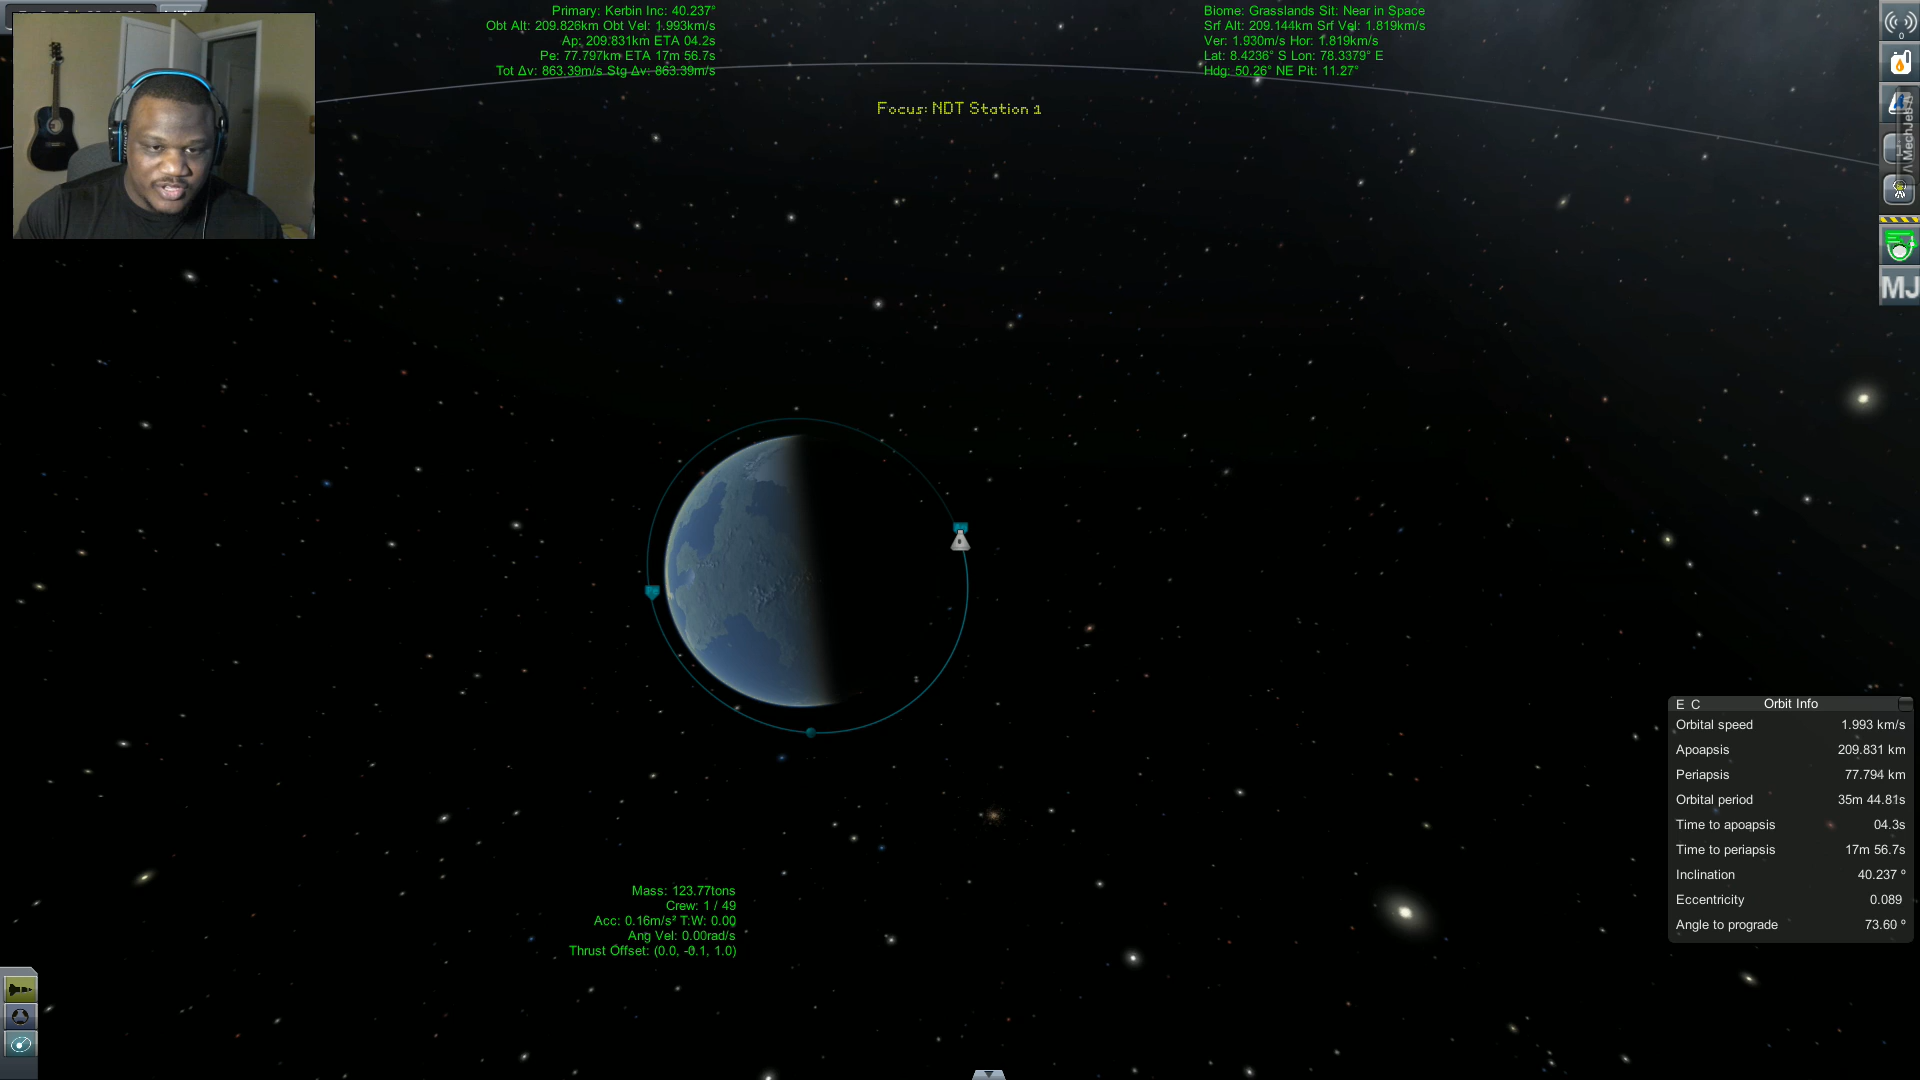 Primary: Kerbin Inc: 40.237°
Obt Alt: 209.826km Obt Vel: 1.993km/s
Ap: 209.831km ETA 04.2s
Pe: 77.797km ETA 17m 56.7s
Tot Δv: 863.39m/s Stg Δv: 863.39m/s
Biome: Grasslands Sit: Near in Space
Srf Alt: 209.144km Srf Vel: 1.819km/s
Ver: 1.930m/s Hor: 1.819km/s
Lat: 8.4236° S Lon: 78.3379° E
Hdg: 50.26° NE Pit: 11.27°
Focus: NDT Station 1
0
MechJeb
MJ
E C Orbit Info
Orbital speed 1.993 km/s
Apoapsis 209.831 km
Periapsis 77.794 km
Orbital period 35m 44.81s
Time to apoapsis 04.3s
Time to periapsis 17m 56.7s
Inclination 40.237 º
Eccentricity 0.089
Angle to prograde 73.60 º
Mass: 123.77tons
Crew: 1 / 49
Acc: 0.16m/s² T:W: 0.00
Ang Vel: 0.00rad/s
Thrust Offset: (0.0, -0.1, 1.0)